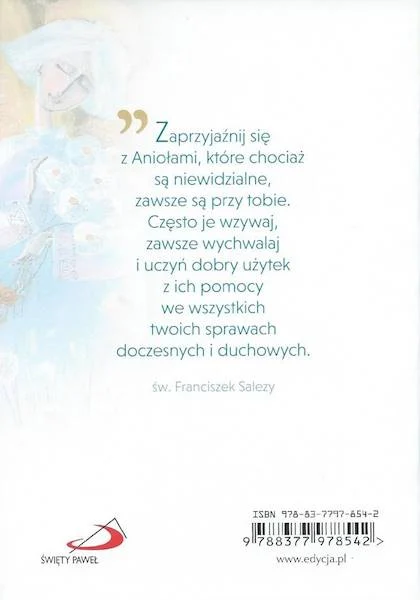 ”
Zaprzyjaźnij się
z Aniołami, które chociaż
są niewidzialne,
zawsze są przy tobie.
Często je wzywaj,
zawsze wychwalaj
i uczyń dobry użytek
z ich pomocy
we wszystkich
twoich sprawach
doczesnych i duchowych.
św. Franciszek Salezy
ŚWIĘTY PAWEŁ
ISBN 978-83-7797-854-2
9 788377 978542 >
www.edycja.pl